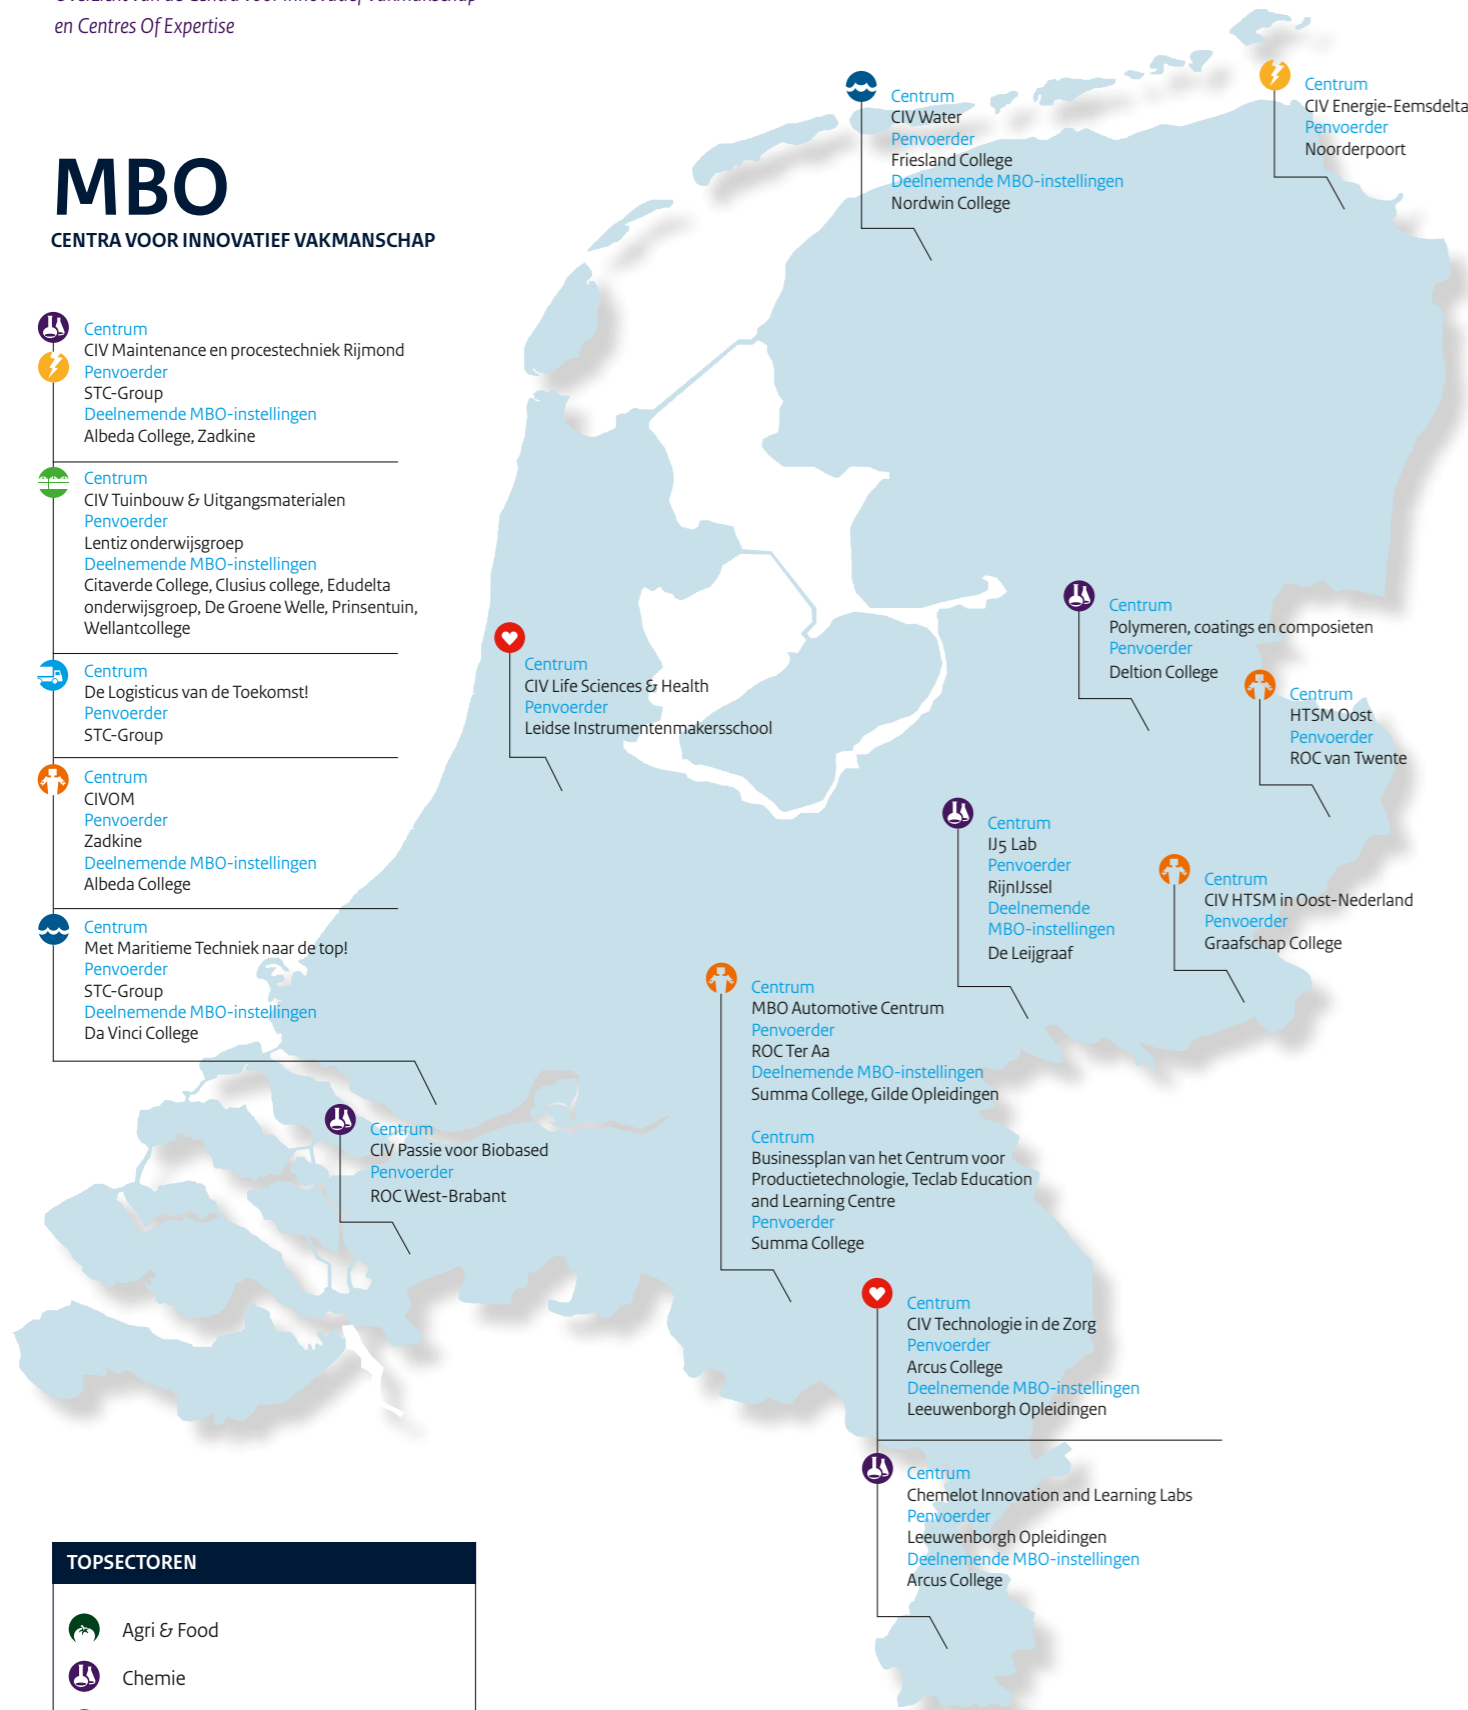 Overzicht van de Centra voor Innovatief Vakmanschap
en Centres Of Expertise
MBO
CENTRA VOOR INNOVATIEF VAKMANSCHAP
Centrum
CIV Maintenance en procestechniek Rijmond
Penvoerder
STC-Group
Deelnemende MBO-instellingen
Albeda College, Zadkine
Centrum
CIV Tuinbouw & Uitgangsmaterialen
Penvoerder
Lentiz onderwijsgroep
Deelnemende MBO-instellingen
Citaverde College, Clusius college, Edudelta
onderwijsgroep, De Groene Welle, Prinsentuin,
Wellantcollege
Centrum
De Logisticus van de Toekomst!
Penvoerder
STC-Group
Centrum
CIVOM
Penvoerder
Zadkine
Deelnemende MBO-instellingen
Albeda College
Centrum
Met Maritieme Techniek naar de top!
Penvoerder
STC-Group
Deelnemende MBO-instellingen
Da Vinci College
Centrum
CIV Water
Penvoerder
Friesland College
Deelnemende MBO-instellingen
Nordwin College
Centrum
CIV Energie-Eemsdelta
Penvoerder
Noorderpoort
Centrum
CIV Life Sciences & Health
Penvoerder
Leidse Instrumentenmakersschool
Centrum
Polymeren, coatings en composieten
Penvoerder
Deltion College
Centrum
HTSM Oost
Penvoerder
ROC van Twente
Centrum
IJ5 Lab
Penvoerder
RijnIJssel
Deelnemende
MBO-instellingen
De Leijgraaf
Centrum
CIV HTSM in Oost-Nederland
Penvoerder
Graafschap College
Centrum
MBO Automotive Centrum
Penvoerder
ROC Ter Aa
Deelnemende MBO-instellingen
Summa College, Gilde Opleidingen
Centrum
Businessplan van het Centrum voor
Productietechnologie, Teclab Education
and Learning Centre
Penvoerder
Summa College
Centrum
CIV Passie voor Biobased
Penvoerder
ROC West-Brabant
Centrum
CIV Technologie in de Zorg
Penvoerder
Arcus College
Deelnemende MBO-instellingen
Leeuwenborgh Opleidingen
Centrum
Chemelot Innovation and Learning Labs
Penvoerder
Leeuwenborgh Opleidingen
Deelnemende MBO-instellingen
Arcus College
TOPSECTOREN
Agri & Food
Chemie